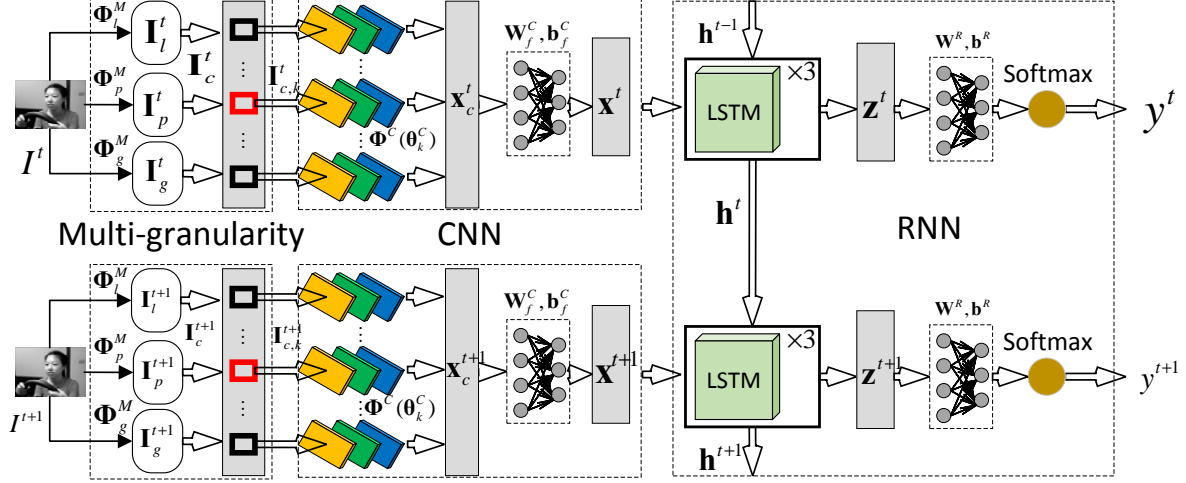 Φ_l^M
I_l^t
I_c^t
⋮
Φ_p^M
I_p^t
I_{c,k}^t
⋮
Φ_g^M
I_g^t
I^t
⋮
⋮
Φ^C(θ_k^C)
x_c^t
W_f^C, b_f^C
x^t
h^{t-1}
×3
LSTM
z^t
W^R, b^R
Softmax
y^t
h^t
Multi-granularity
CNN
RNN
Φ_l^M
I_l^{t+1}
I_c^{t+1}
⋮
Φ_p^M
I_p^{t+1}
I_{c,k}^{t+1}
⋮
Φ_g^M
I_g^{t+1}
I^{t+1}
⋮
⋮
Φ^C(θ_k^C)
x_c^{t+1}
W_f^C, b_f^C
x^{t+1}
×3
LSTM
z^{t+1}
W^R, b^R
Softmax
y^{t+1}
h^{t+1}